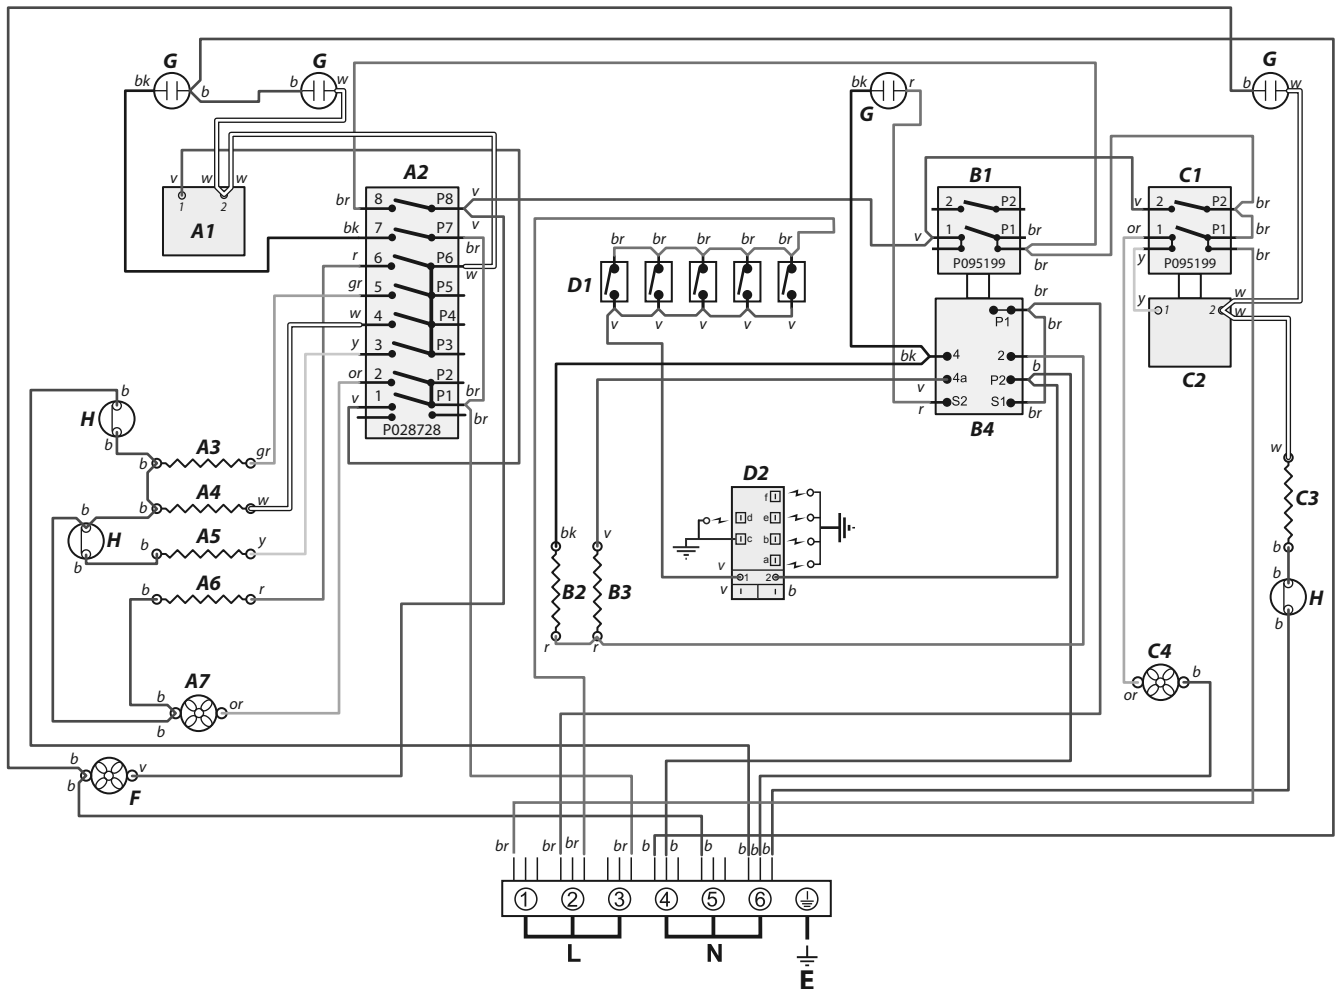 G
G
G
G
bk
b
b
w
bk
r
b
w
v
w
w
1
2
A1
A2
B1
C1
br
8
P8
v
v
bk
7
P7
br
r
6
P6
w
gr
5
P5
w
4
P4
y
3
P3
or
2
P2
br
v
1
P1
br
P028728
2
P2
v
1
P1
br
br
P095199
v
2
P2
br
or
1
P1
br
y
br
P095199
br
br
br
br
br
D1
v
v
v
v
v
br
P1
bk
4
2
b
v
4a
P2
r
S2
S1
br
B4
y
1
2
w
w
C2
b
H
b
A3
b
gr
A4
b
w
b
H
b
A5
b
y
A6
b
r
D2
f
d
e
c
b
a
v
1
2
v
b
bk
v
B2
B3
r
r
w
C3
b
b
H
b
C4
b
or
A7
b
b
or
b
b
v
F
br
br
br
br
b
b
b
b
b
b
1
2
3
4
5
6
L
N
E